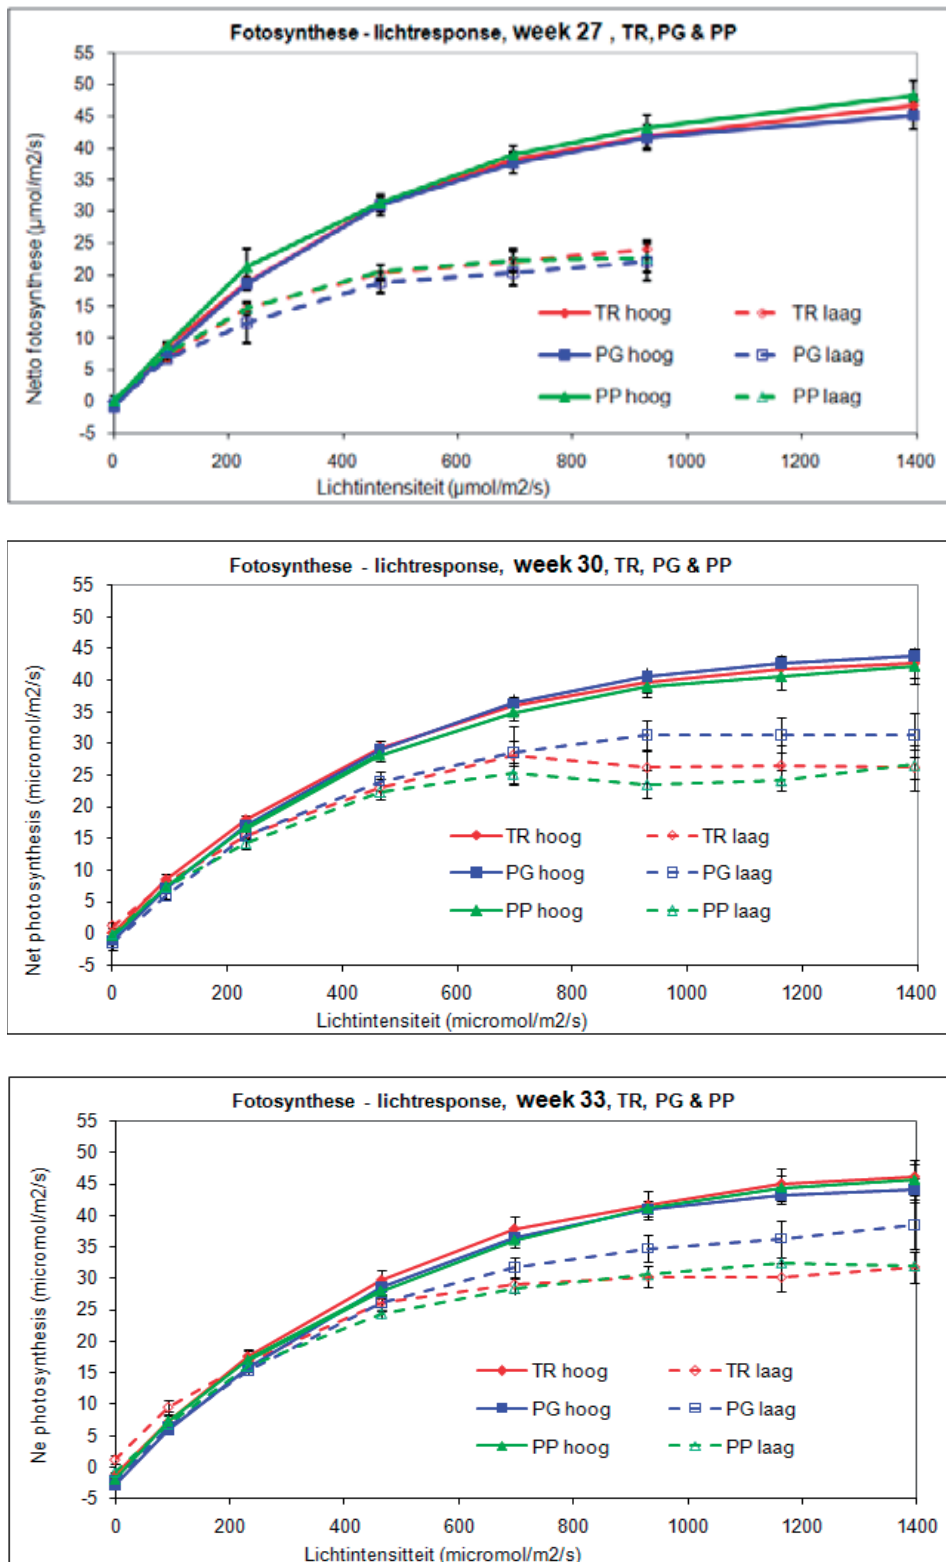 Fotosynthese - lichtresponse, week 27 , TR, PG & PP
Netto fotosynthese (µmol/m2/s)
55
50
45
40
35
30
25
20
15
10
5
0
-5
TR hoog
TR laag
PG hoog
PG laag
PP hoog
PP laag
0 200 400 600 800 1000 1200 1400
Lichtintensiteit (µmol/m2/s)
Fotosynthese - lichtresponse, week 30, TR, PG & PP
Net photosynthesis (micromol/m2/s)
55
50
45
40
35
30
25
20
15
10
5
0
-5
TR hoog
TR laag
PG hoog
PG laag
PP hoog
PP laag
0 200 400 600 800 1000 1200 1400
Lichtintensiteit (micromol/m2/s)
Fotosynthese - lichtresponse, week 33, TR, PG & PP
Ne photosynthesis (micromol/m2/s)
55
50
45
40
35
30
25
20
15
10
5
0
-5
TR hoog
TR laag
PG hoog
PG laag
PP hoog
PP laag
0 200 400 600 800 1000 1200 1400
Lichtintensitteit (micromol/m2/s)